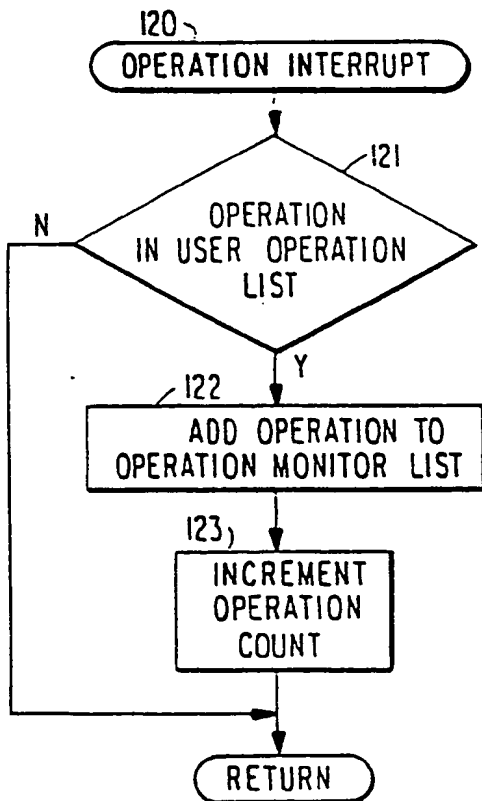 120
OPERATION INTERRUPT
121
N
OPERATION
IN USER OPERATION
LIST
Y
122
ADD OPERATION TO
OPERATION MONITOR LIST
123
INCREMENT
OPERATION
COUNT
RETURN